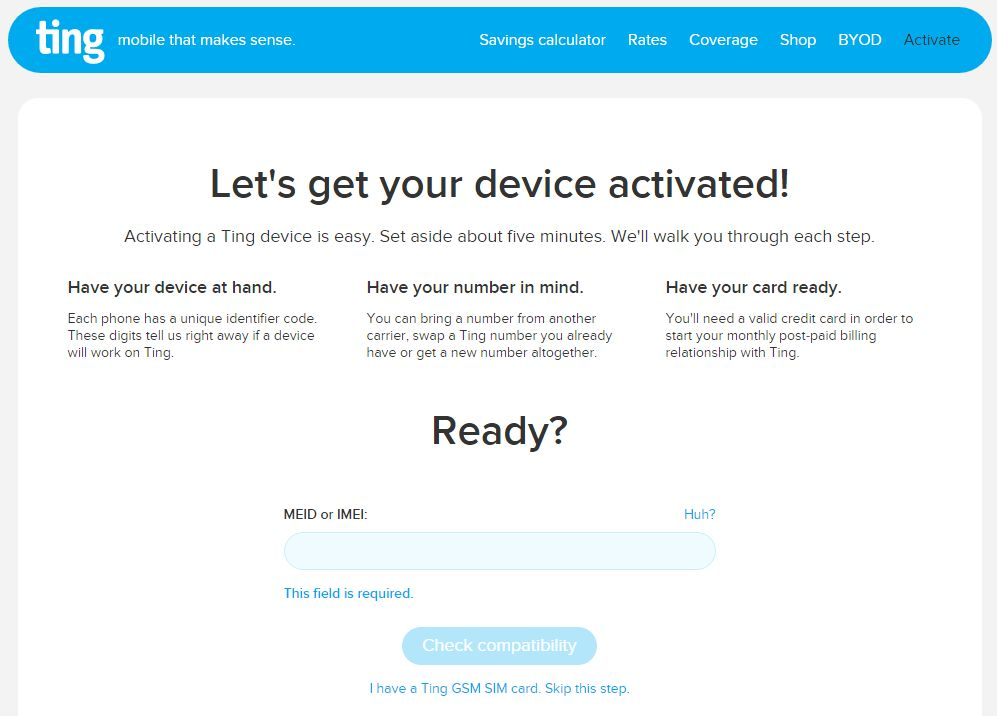 ting mobile that makes sense. Savings calculator Rates Coverage Shop BYOD Activate
Let's get your device activated!
Activating a Ting device is easy. Set aside about five minutes. We'll walk you through each step.
Have your device at hand.
Each phone has a unique identifier code.
These digits tell us right away if a device
will work on Ting.
Have your number in mind.
You can bring a number from another
carrier, swap a Ting number you already
have or get a new number altogether.
Have your card ready.
You'll need a valid credit card in order to
start your monthly post-paid billing
relationship with Ting.
Ready?
MEID or IMEI: Huh?
This field is required.
Check compatibility
I have a Ting GSM SIM card. Skip this step.